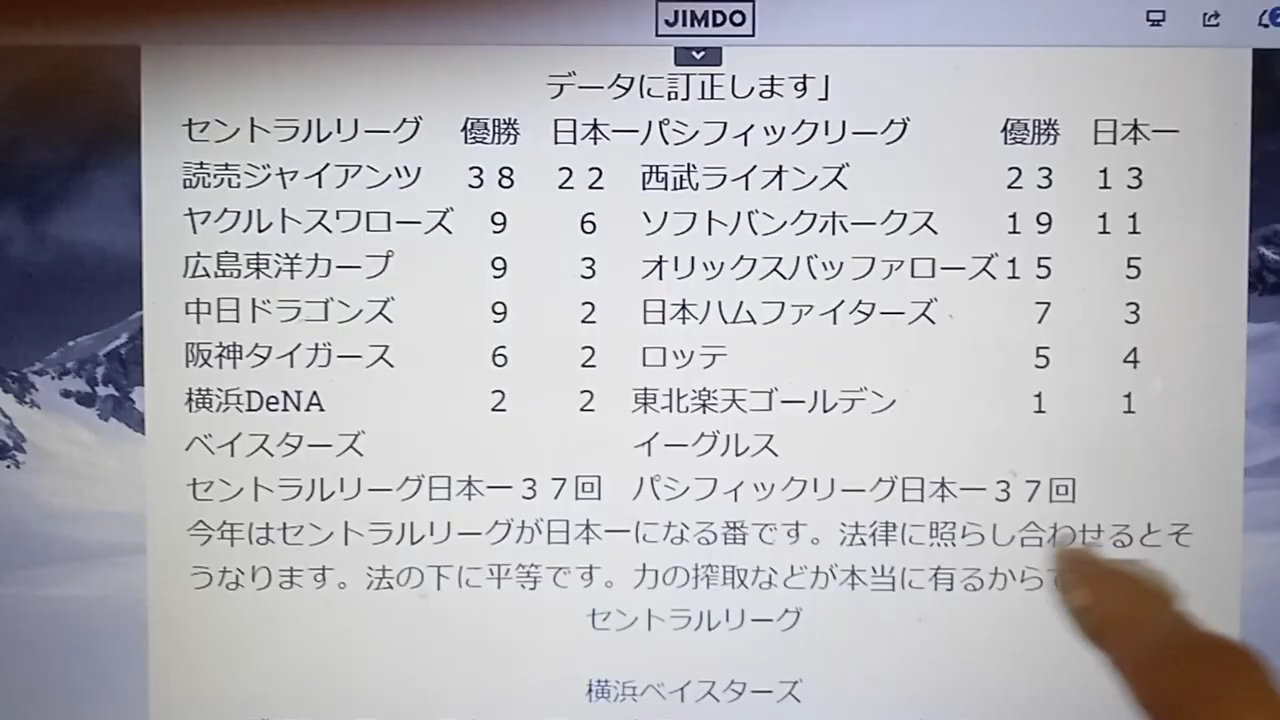 JIMDO
データに訂正します」
セントラルリーグ 優勝 日本一パシフィックリーグ 優勝 日本一
読売ジャイアンツ 38 22 西武ライオンズ 23 13
ヤクルトスワローズ 9 6 ソフトバンクホークス 19 11
広島東洋カープ 9 3 オリックスバッファローズ15 5
中日ドラゴンズ 9 2 日本ハムファイターズ 7 3
阪神タイガース 6 2 ロッテ 5 4
横浜DeNA 2 2 東北楽天ゴールデン 1 1
ベイスターズ イーグルス
セントラルリーグ日本一37回 パシフィックリーグ日本一37回
今年はセントラルリーグが日本一になる番です。法律に照らし合わせるとそ
うなります。法の下に平等です。力の搾取などが本当に有るから
セントラルリーグ
横浜ベイスターズ